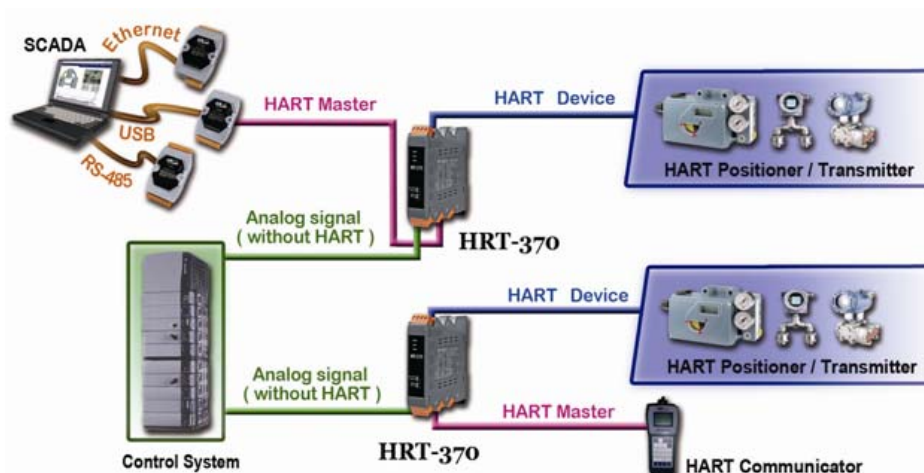 SCADA
Ethernet
USB
RS-485
HART Master
HART Device
HART Positioner / Transmitter
Analog signal
( without HART )
HRT-370
HART Device
HART Positioner / Transmitter
Analog signal
(without HART )
HRT-370
HART Master
Control System
HART Communicator